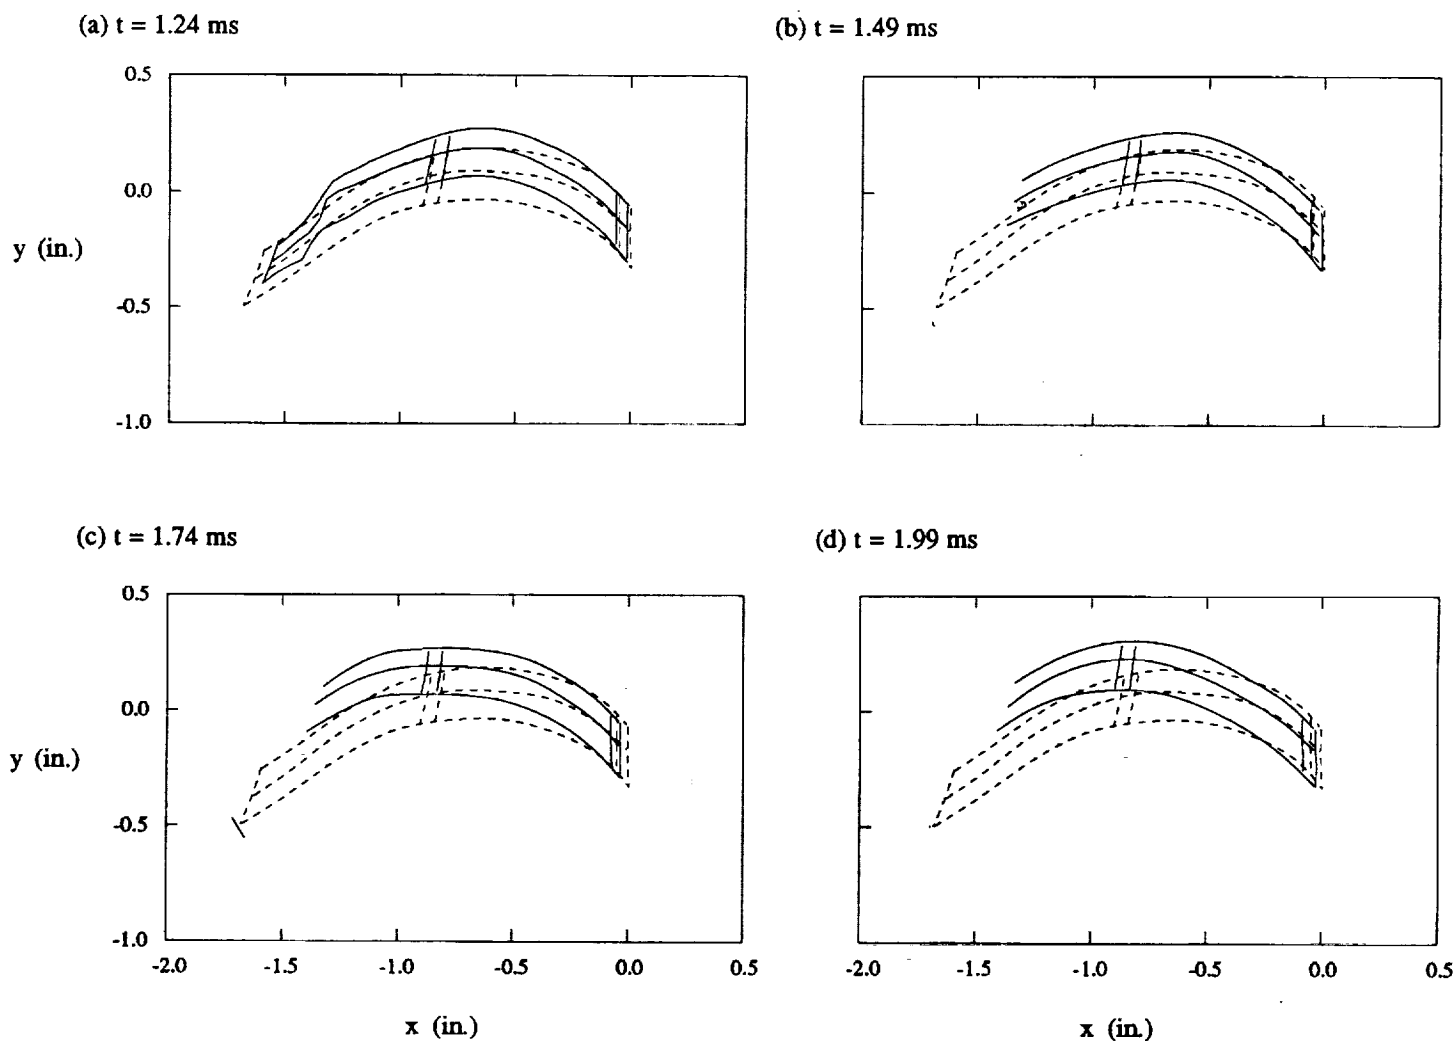 (a) t = 1.24 ms
(b) t = 1.49 ms
0.5
0.0
y (in.)
-0.5
-1.0
(c) t = 1.74 ms
(d) t = 1.99 ms
0.5
0.0
y (in.)
-0.5
-1.0
-2.0 -1.5 -1.0 -0.5 0.0 0.5
-2.0 -1.5 -1.0 -0.5 0.0 0.5
x (in.)
x (in.)